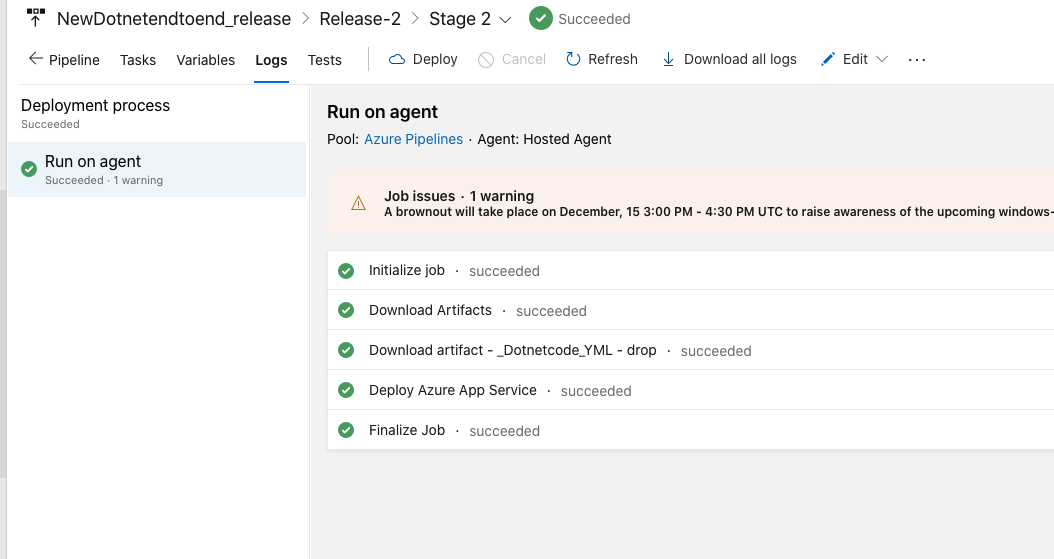 NewDotnetendtoend_release > Release-2 > Stage 2 Succeeded
Pipeline Tasks Variables Logs Tests Deploy Cancel Refresh Download all logs Edit ...
Deployment process
Succeeded
Run on agent
Succeeded · 1 warning
Run on agent
Pool: Azure Pipelines · Agent: Hosted Agent
Job issues · 1 warning
A brownout will take place on December, 15 3:00 PM - 4:30 PM UTC to raise awareness of the upcoming windows-
Initialize job · succeeded
Download Artifacts · succeeded
Download artifact - _Dotnetcode_YML - drop · succeeded
Deploy Azure App Service · succeeded
Finalize Job · succeeded